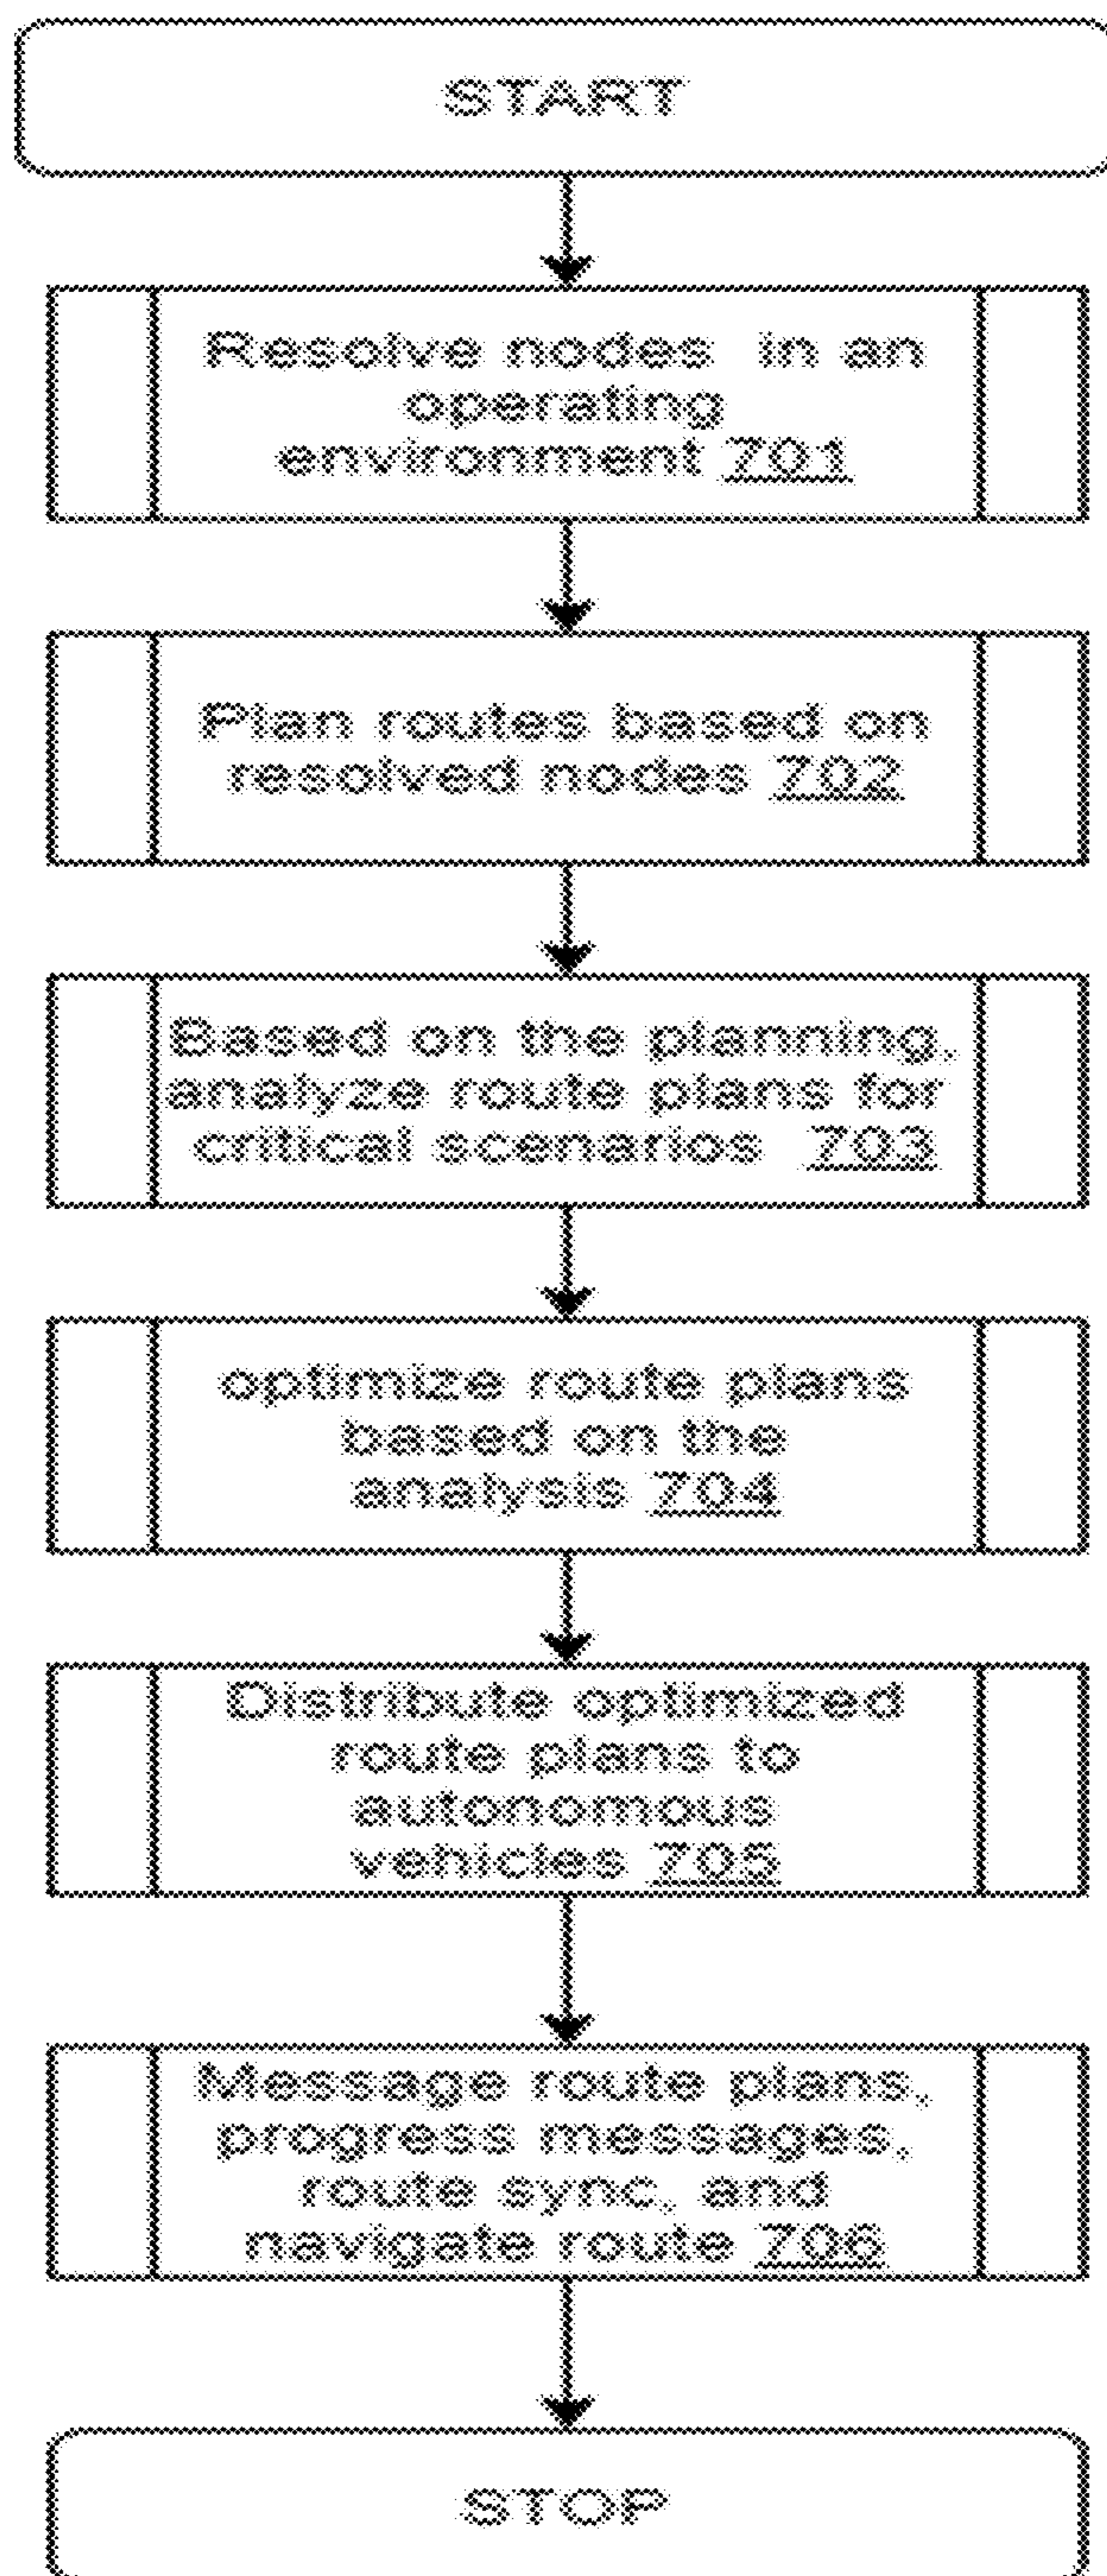 START
Resolve nodes in an
operating
environment 701
Plan routes based on
resolved nodes 702
Based on the planning,
analyze route plans for
critical scenarios 703
optimize route plans
based on the
analysis 704
Distribute optimized
route plans to
autonomous
vehicles 705
Message route plans,
progress messages,
route sync, and
navigate route 706
STOP